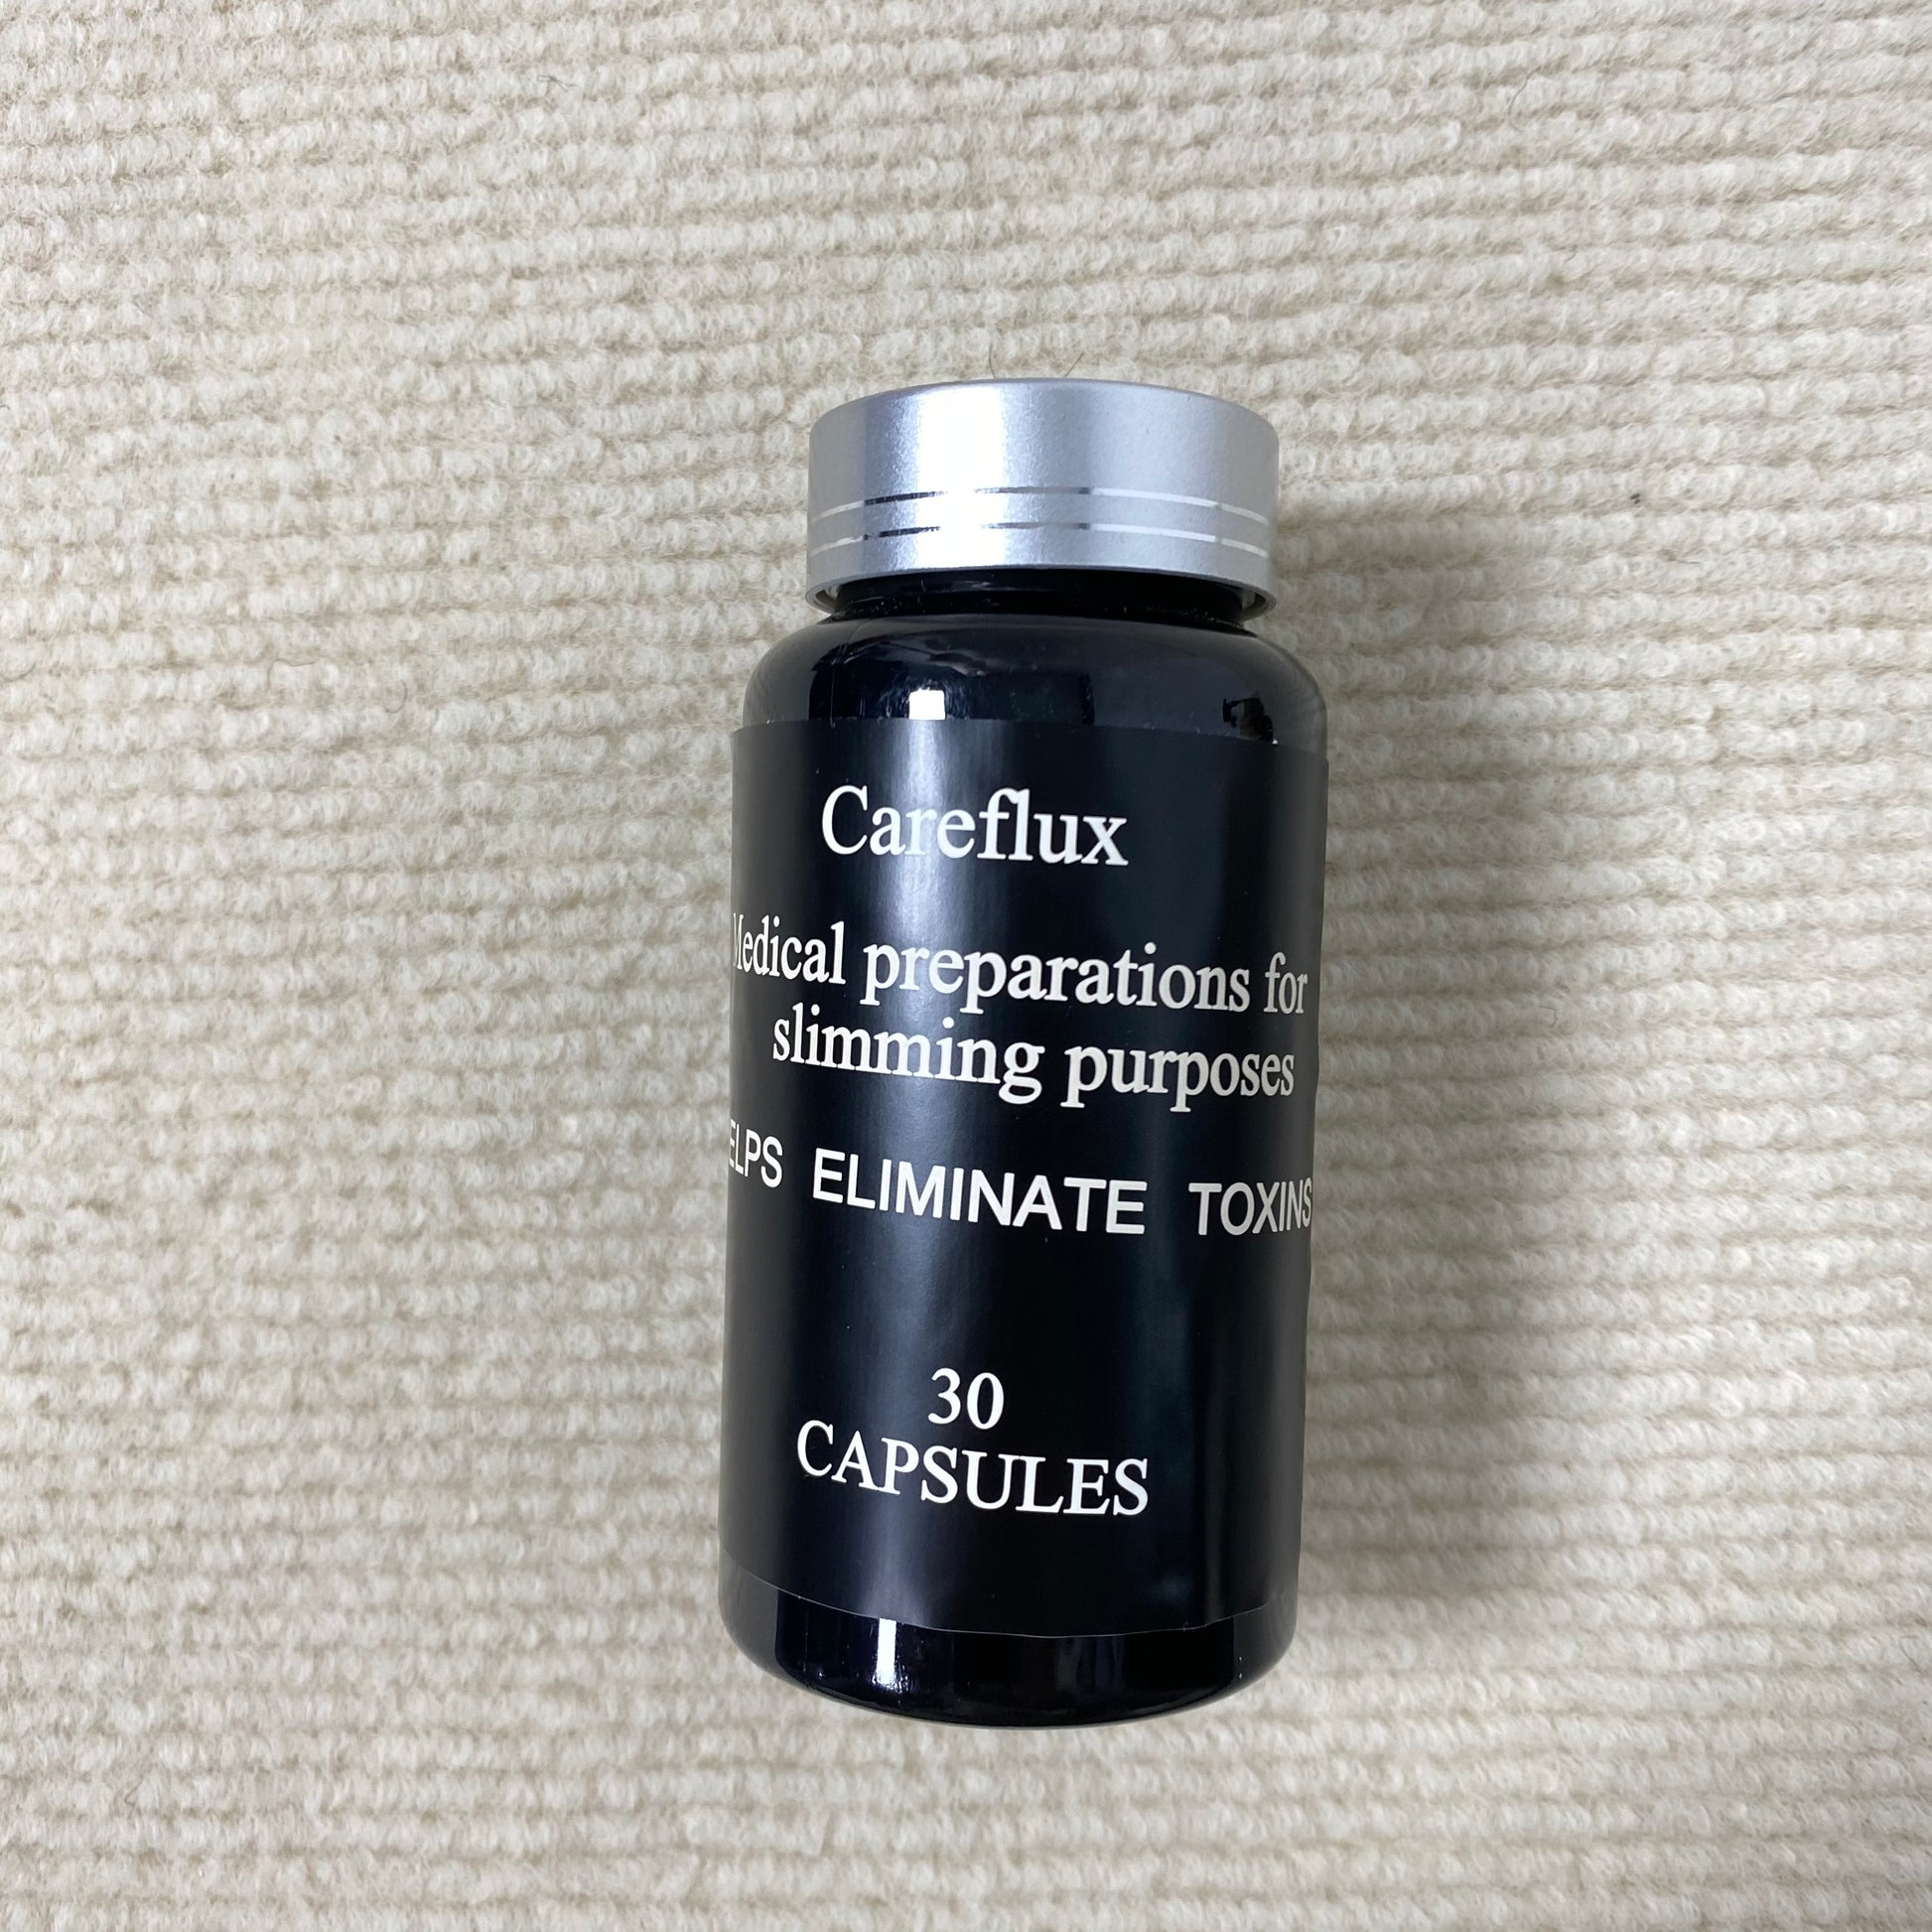 Careflux
Medical preparations for
slimming purposes
ELPS ELIMINATE TOXINS
30
CAPSULES